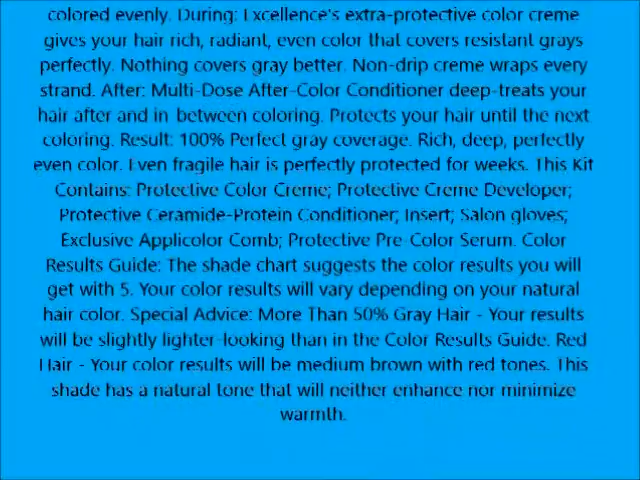 colored evenly. During: Excellence's extra-protective color creme
gives your hair rich, radiant, even color that covers resistant grays
perfectly. Nothing covers gray better. Non-drip creme wraps every
strand. After: Multi-Dose After-Color Conditioner deep-treats your
hair after and in between coloring. Protects your hair until the next
coloring. Result: 100% Perfect gray coverage. Rich, deep, perfectly
even color. Even fragile hair is perfectly protected for weeks. This Kit
Contains: Protective Color Creme; Protective Creme Developer;
Protective Ceramide-Protein Conditioner; Insert; Salon gloves;
Exclusive Applicolor Comb; Protective Pre-Color Serum. Color
Results Guide: The shade chart suggests the color results you will
get with 5. Your color results will vary depending on your natural
hair color. Special Advice: More Than 50% Gray Hair - Your results
will be slightly lighter-looking than in the Color Results Guide. Red
Hair - Your color results will be medium brown with red tones. This
shade has a natural tone that will neither enhance nor minimize
warmth.